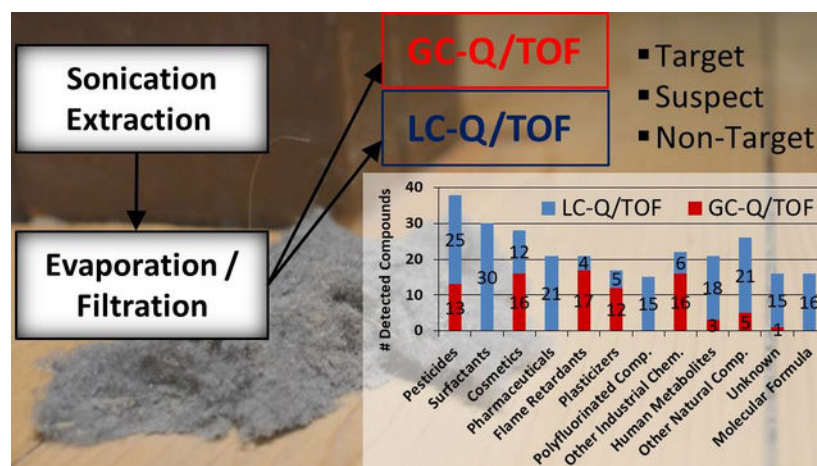 Sonication
Extraction
Evaporation /
Filtration
GC-Q/TOF
LC-Q/TOF
▪ Target
▪ Suspect
▪ Non-Target
LC-Q/TOF GC-Q/TOF
# Detected Compounds
40
30
20
10
0
25
13
30
12
16
21
4
17
5
12
15
6
16
18
3
21
5
15
1
16
Pesticides
Surfactants
Cosmetics
Pharmaceuticals
Flame Retardants
Plasticizers
Polyfluorinated Comp.
Other Industrial Chem.
Human Metabolites
Other Natural Comp.
Unknown
Molecular Formula